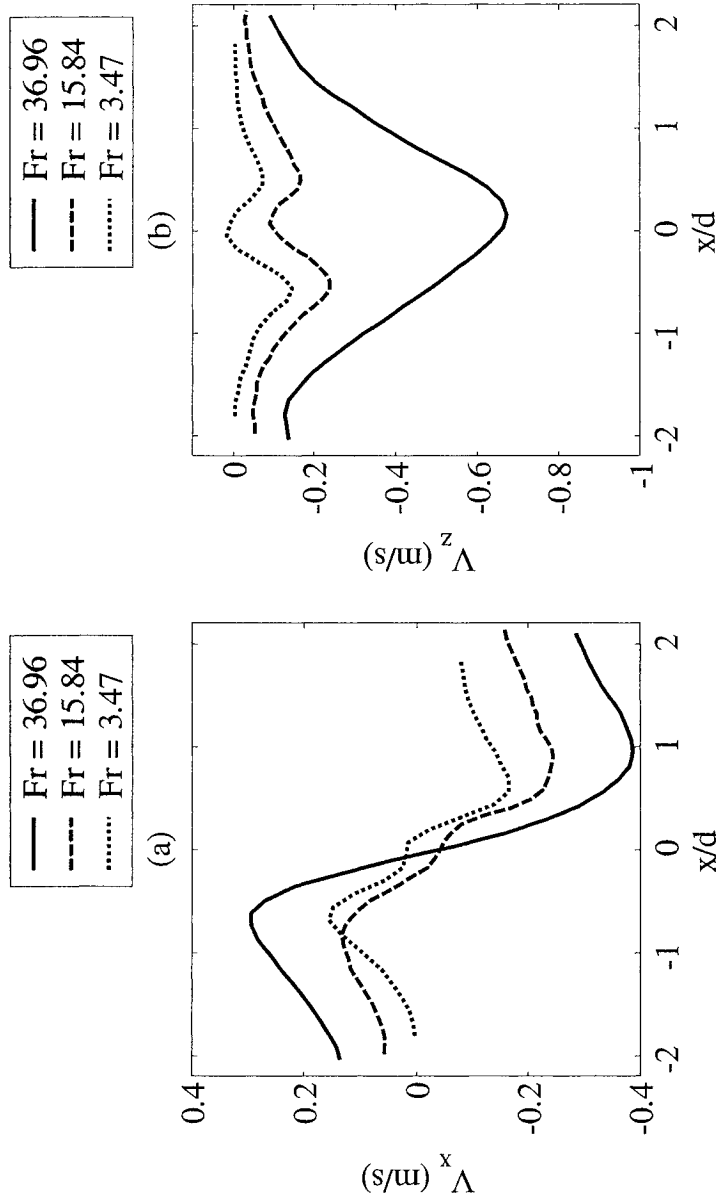 Fr = 36.96
Fr = 15.84
Fr = 3.47
(a)
V x (m/s)
0.4
0.2
0
-0.2
-0.4
-2
-1
0
1
2
x/d
Fr = 36.96
Fr = 15.84
Fr = 3.47
(b)
V z (m/s)
0
-0.2
-0.4
-0.6
-0.8
-1
-2
-1
0
1
2
x/d